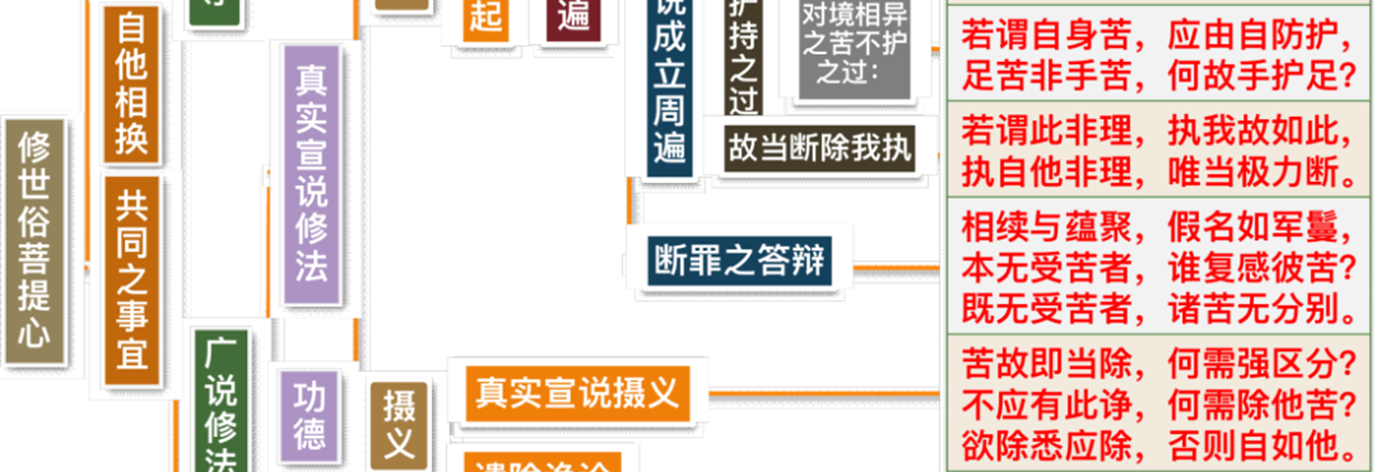 修世俗菩提心
自他相换
共同之事宜
真实宣说修法
广说修法
功德
摄义
起
遍
说成立周遍
护持之过
对境相异
之苦不护
之过：
故当断除我执
断罪之答辩
真实宣说摄义
遣除诤论
若谓自身苦，应由自防护，
足苦非手苦，何故手护足？
若谓此非理，执我故如此，
执自他非理，唯当极力断。
相续与蕴聚，假名如军鬘，
本无受苦者，谁复感彼苦？
既无受苦者，诸苦无分别。
苦故即当除，何需强区分？
不应有此诤，何需除他苦？
欲除悉应除，否则自如他。